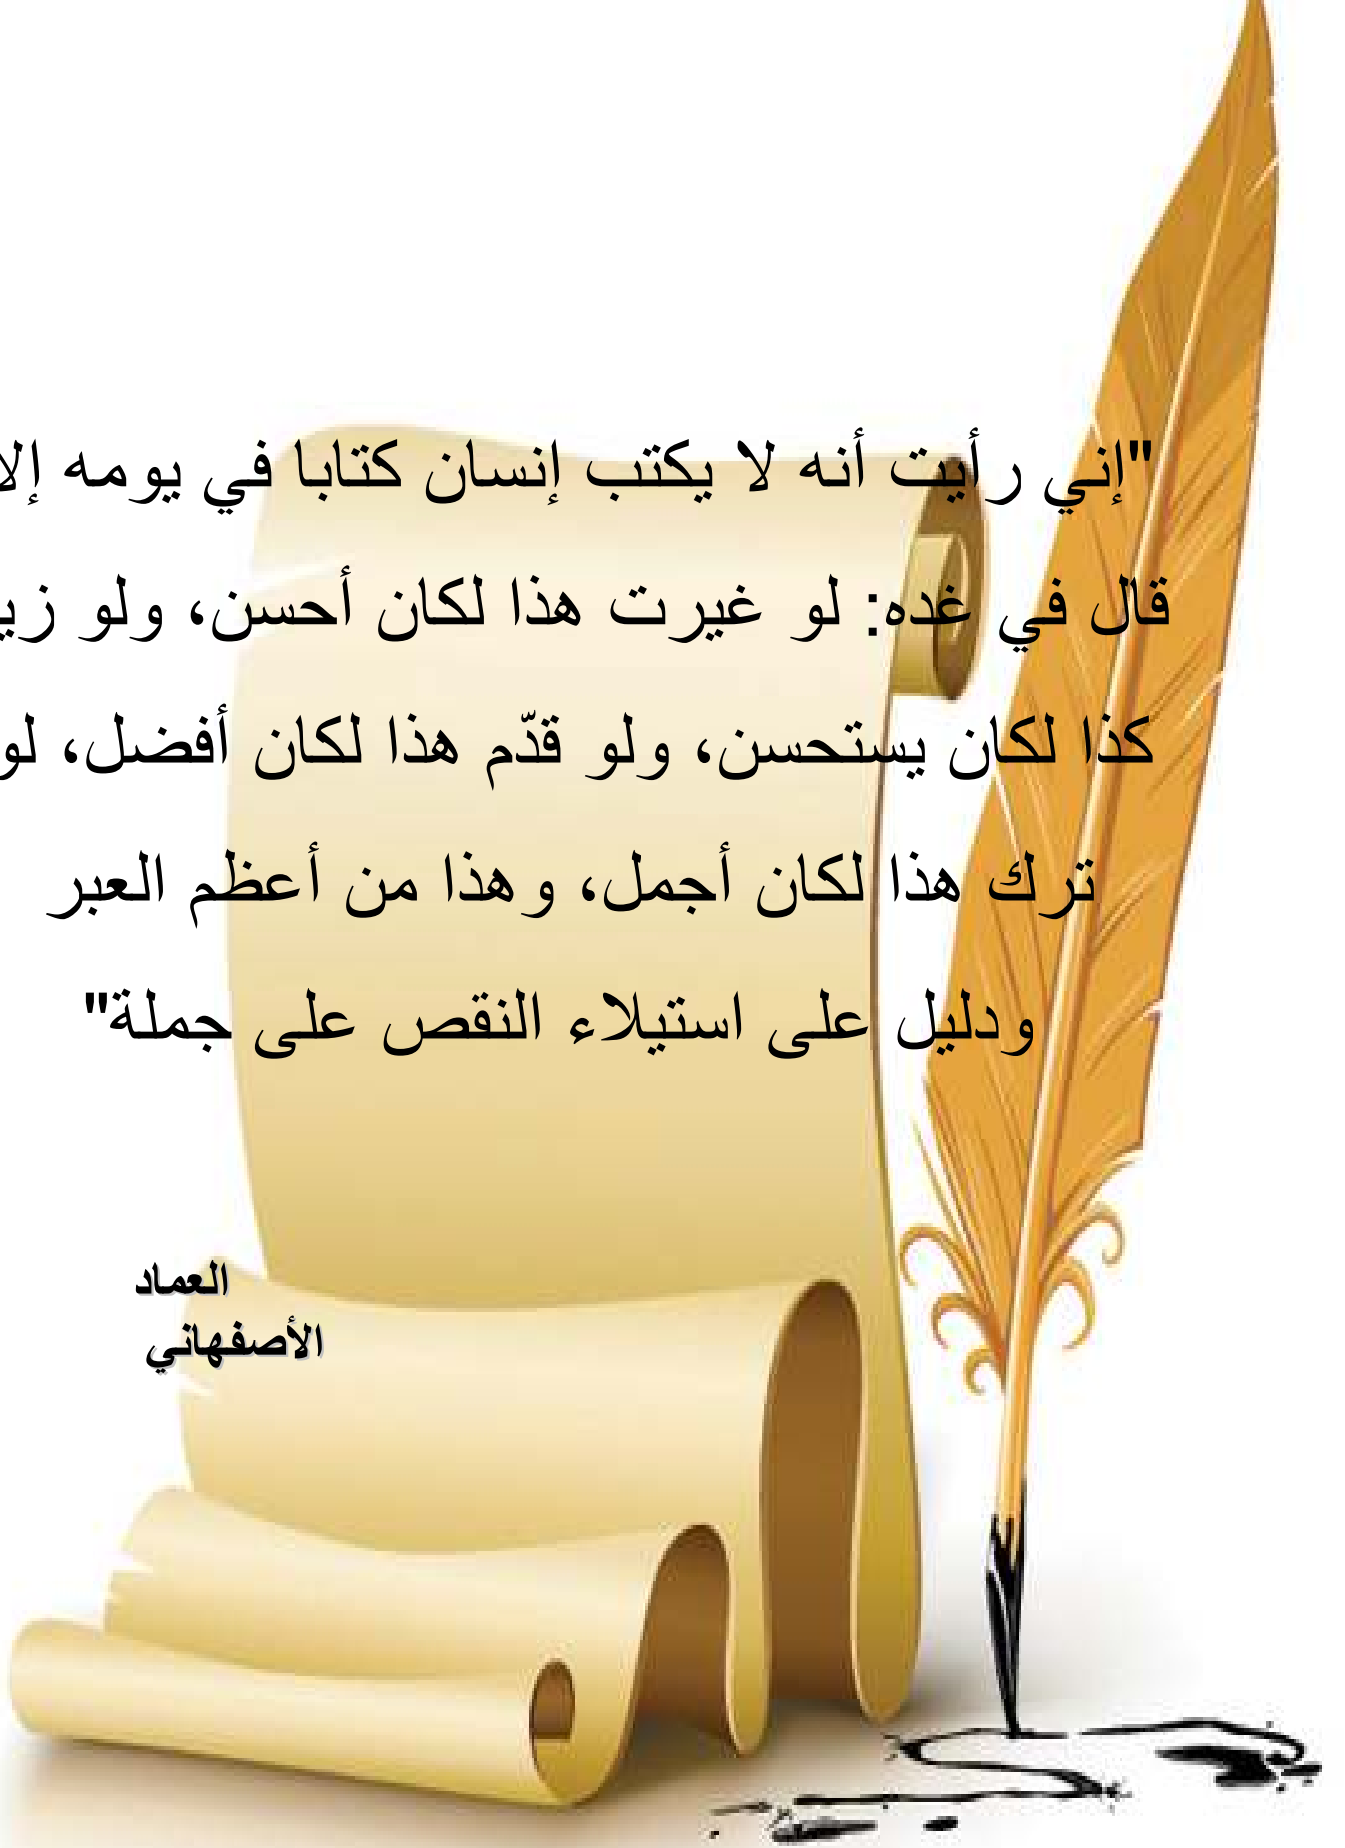 "إني رأيت أنه لا يكتب إنسان كتابا في يومه إلا
قال في غده: لو غيرت هذا لكان أحسن، ولو
كذا لكان يستحسن، ولو قدّم هذا لكان أفضل، لو
ترك هذا لكان أجمل، وهذا من أعظم العبر
ودليل على استيلاء النقص على جملة"
العماد
الأصفهاني